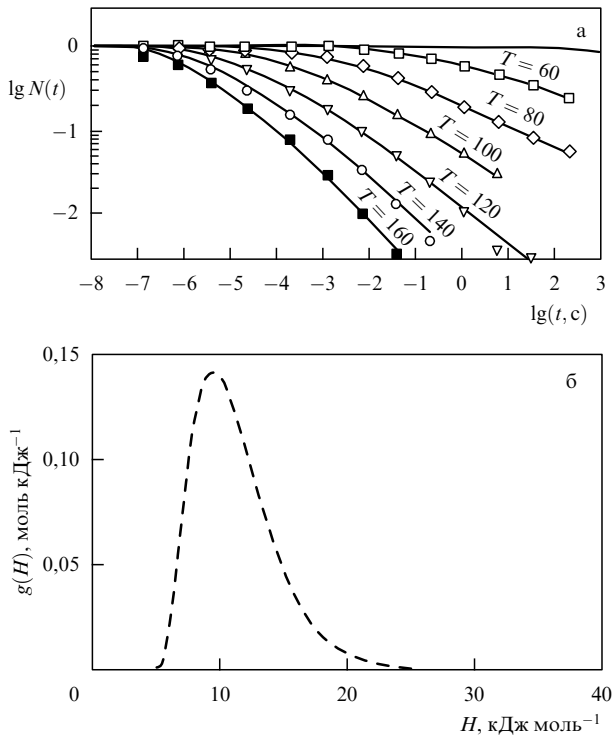 а
0
lg N(t)
−1
−2
T = 60
T = 80
T = 100
T = 120
T = 140
T = 160
−8 −7 −6 −5 −4 −3 −2 −1 0 1 2 3
lg(t, с)
0,15
б
0,10
0,05
g(H), моль кДж⁻¹
0 10 20 30 40
H, кДж моль⁻¹